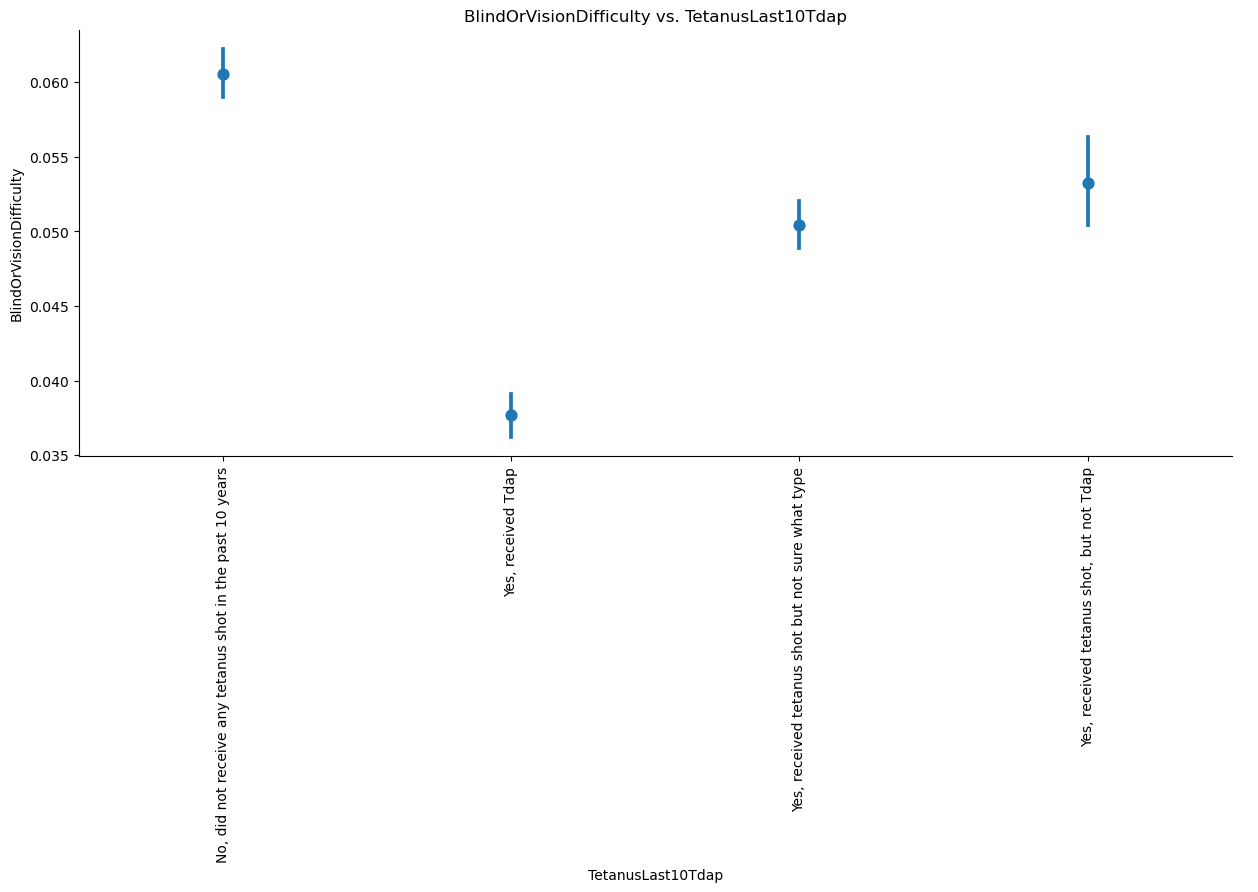 BlindOrVisionDifficulty vs. TetanusLast10Tdap
BlindOrVisionDifficulty
0.060
0.055
0.050
0.045
0.040
0.035
No, did not receive any tetanus shot in the past 10 years
Yes, received Tdap
Yes, received tetanus shot but not sure what type
Yes, received tetanus shot, but not Tdap
TetanusLast10Tdap